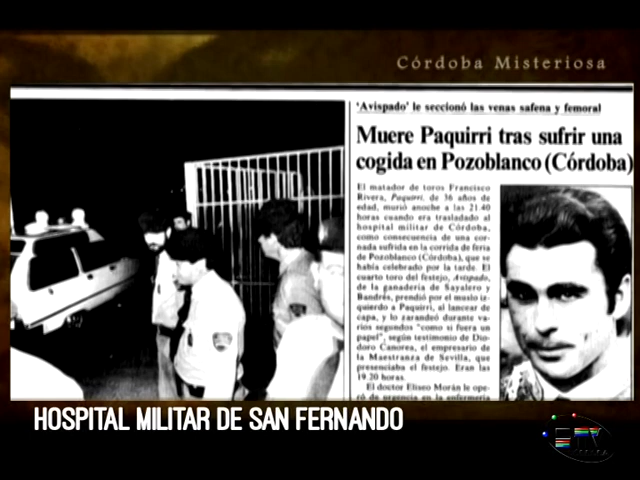 Córdoba Misteriosa
'Avispado' le seccionó las venas safena y femoral
Muere Paquirri tras sufrir una
cogida en Pozoblanco (Córdoba)
El matador de toros Francisco
Rivera, Paquirri, de 36 años de
edad, murió anoche a las 21.40
horas cuando era trasladado al
hospital militar de Córdoba,
como consecuencia de una cor-
nada sufrida en la corrida de feria
de Pozoblanco (Córdoba), que se
había celebrado por la tarde. El
cuarto toro del festejo, Avispado,
de la ganadería de Sayalero y
Bandrés, prendió por el muslo iz-
quierdo a Paquirri, al lancear de
capa, y lo zarandeó durante va-
rios segundos "como si fuera un
papel", según testimonio de Dio-
doro Canorea, el empresario de
la Maestranza de Sevilla, que
presenciaba el festejo. Eran las
19.30 horas.
El doctor Eliseo Morán le ope-
ró de urgencia en la enfermería
HOSPITAL MILITAR DE SAN FERNANDO